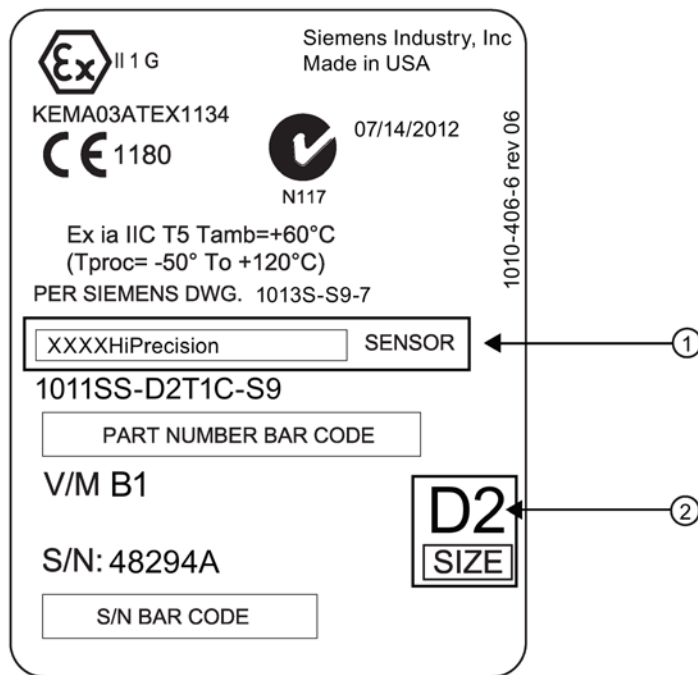 Ex II 1 G
Siemens Industry, Inc
Made in USA
KEMA03ATEX1134
CE 1180
07/14/2012
N117
1010-406-6 rev 06
Ex ia IIC T5 Tamb=+60°C
(Tproc= -50° To +120°C)
PER SIEMENS DWG. 1013S-S9-7
XXXXHiPrecision SENSOR
1
1011SS-D2T1C-S9
PART NUMBER BAR CODE
V/M B1
D2
2
SIZE
S/N: 48294A
S/N BAR CODE